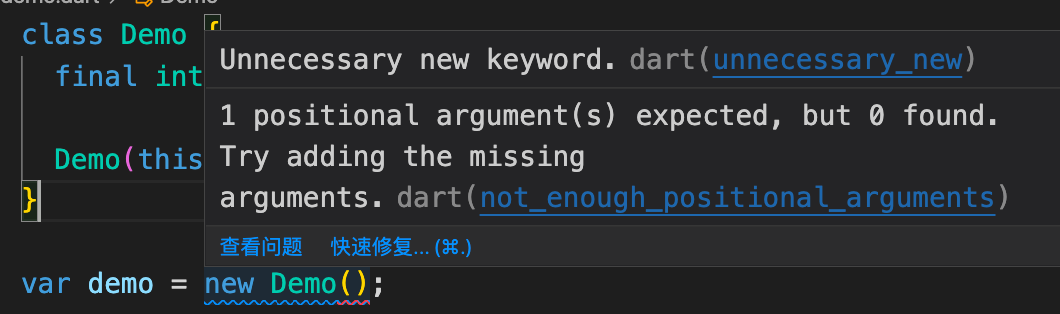 demo.dart > Demo
class Demo {
Unnecessary new keyword. dart(unnecessary_new)
final int
1 positional argument(s) expected, but 0 found.
Try adding the missing
Demo(this
arguments. dart(not_enough_positional_arguments)
}
查看问题 快速修复... (⌘.)
var demo = new Demo();